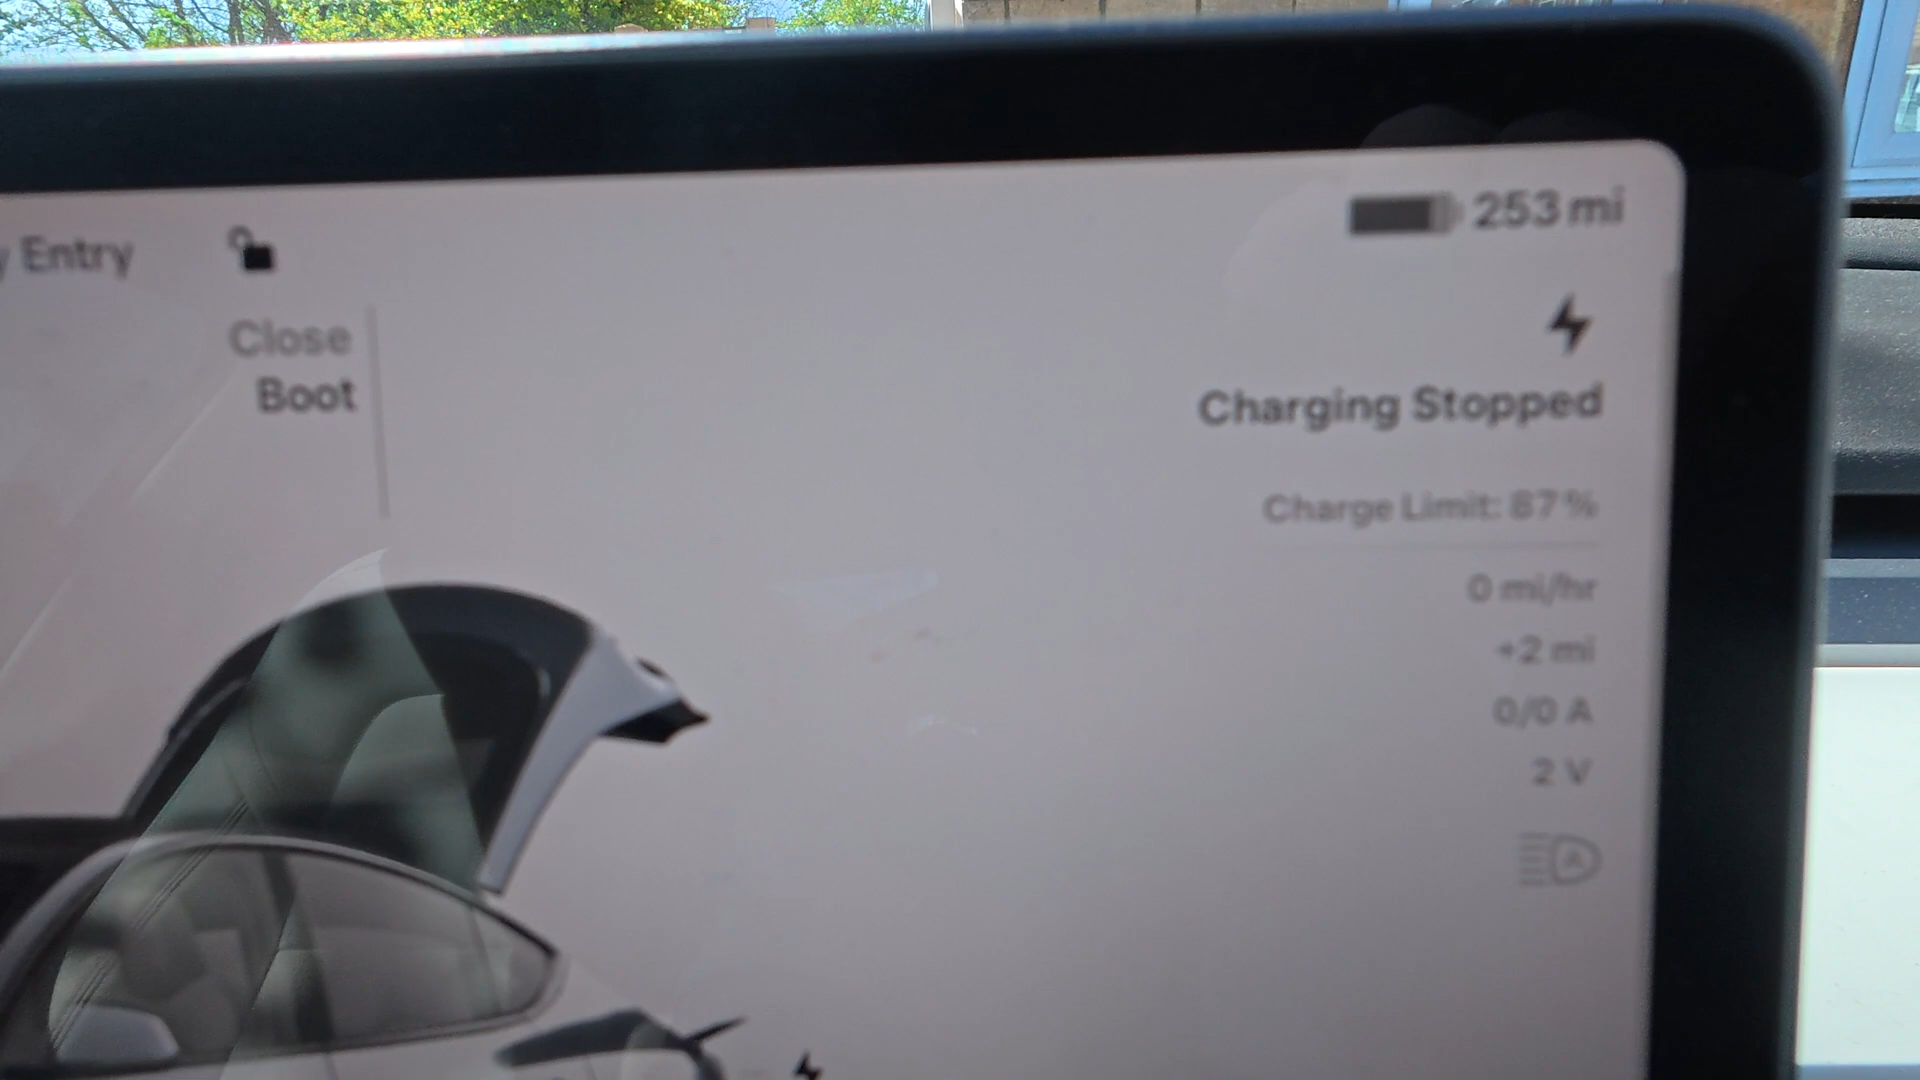 253 mi
y Entry
Close
Boot
Charging Stopped
Charge Limit: 87%
0 mi/hr
+2 mi
0/0 A
2 V
A